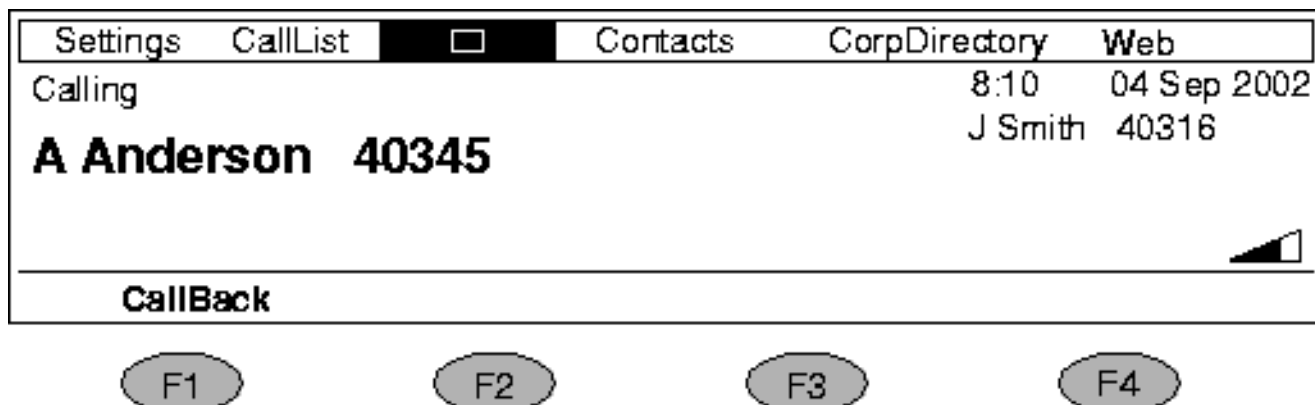 Settings CallList Contacts CorpDirectory Web
Calling 8:10 04 Sep 2002
J Smith 40316
A Anderson 40345
CallBack
F1 F2 F3 F4